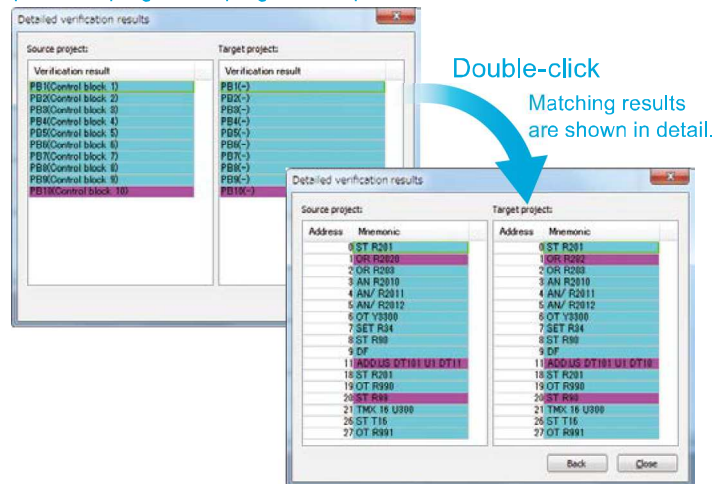 Detailed verification results
Source project:
Target project:
Verification result
Verification result
PB1(Control block 1)
PB1(-)
PB2(Control block 2)
PB2(-)
PB3(Control block 3)
PB3(-)
PB4(Control block 4)
PB4(-)
PB5(Control block 5)
PB5(-)
PB6(Control block 6)
PB6(-)
PB7(Control block 7)
PB7(-)
PB8(Control block 8)
PB8(-)
PB9(Control block 9)
PB9(-)
PB10(Control block 10)
PB10(-)
Double-click
Matching results
are shown in detail.
Detailed verification results
Source project:
Target project:
Address Mnemonic
Address Mnemonic
0 ST R201
0 ST R201
1 OR R2020
1 OR R202
2 OR R203
2 OR R203
3 AN R2010
3 AN R2010
4 AN/ R2011
4 AN/ R2011
5 AN/ R2012
5 AN/ R2012
6 OT Y3300
6 OT Y3300
7 SET R34
7 SET R34
8 ST R90
8 ST R90
9 DF
9 DF
11 ADD.US DT101 U1 DT11
11 ADD.US DT101 U1 DT10
18 ST R201
18 ST R201
19 OT R990
19 OT R990
20 ST R99
20 ST R90
21 TMX 16 U300
21 TMX 16 U300
26 ST T16
26 ST T16
27 OT R991
27 OT R991
Back
Close